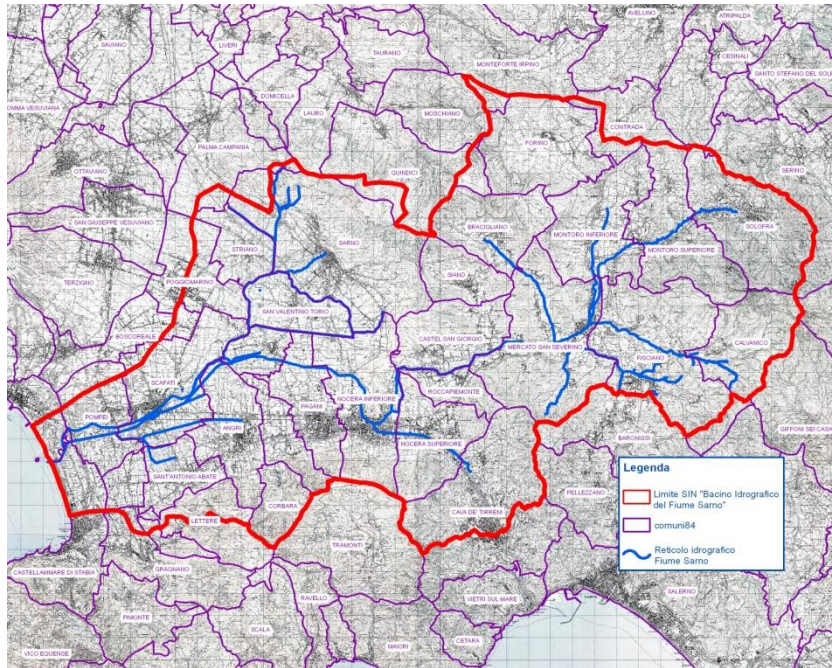 AVELLINO
ATRIPALDA
SAVIANO
LIVERI
TAURANO
MONTEFORTE IRPINO
CESINALI
SANTO STEFANO DEL SOLE
DOMICELLA
OMMA VESUVIANA
LAURO
MOSCHIANO
CONTRADA
FORINO
PALMA CAMPANIA
OTTAVIANO
QUINDICI
SERINO
SAN GIUSEPPE VESUVIANO
BRACIGLIANO
MONTORO INFERIORE
SOLOFRA
STRIANO
SARNO
MONTORO SUPERIORE
SIANO
TERZIGNO
POGGIOMARINO
SAN VALENTINO TORIO
BOSCOREALE
CASTEL SAN GIORGIO
MERCATO SAN SEVERINO
CALVANICO
FISCIANO
SCAFATI
ROCCAPIEMONTE
NOCERA INFERIORE
PAGANI
POMPEI
ANGRI
GIFFONI SEI CASA
BARONISSI
NOCERA SUPERIORE
SANT'ANTONIO ABATE
PELLEZZANO
CORBARA
CAVA DE' TIRRENI
LETTERE
TRAMONTI
GRAGNANO
CASTELLAMMARE DI STABIA
SALERNO
RAVELLO
VIETRI SUL MARE
PIMONTE
SCALA
CETARA
MAIORI
VICO EQUENSE
Legenda
Limite SIN "Bacino Idrografico
del Fiume Sarno"
comuni84
Reticolo idrografico
Fiume Sarno